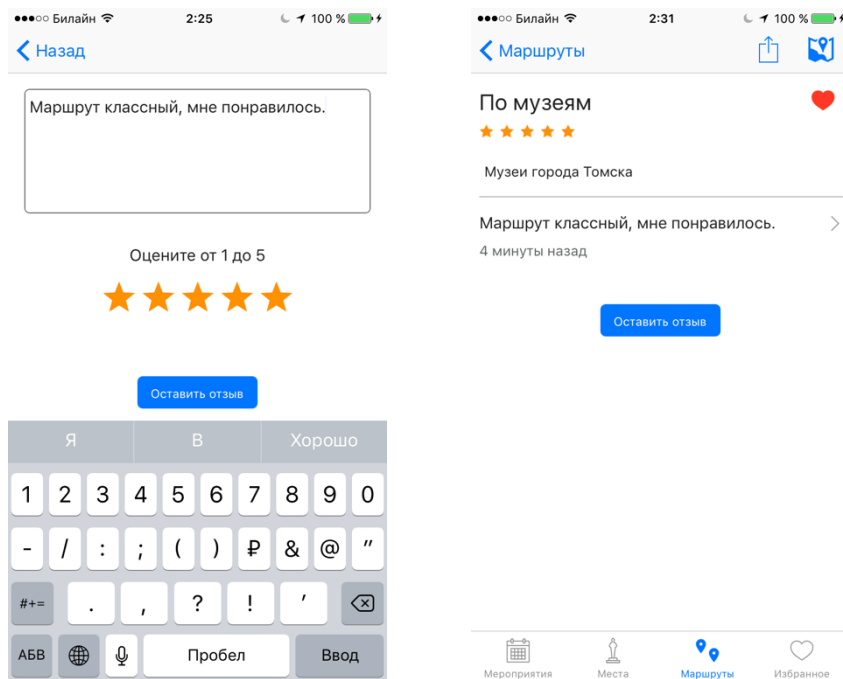 Билайн 2:25 100 %
Назад
Маршрут классный, мне понравилось.
Оцените от 1 до 5
Оставить отзыв
Я В Хорошо
1 2 3 4 5 6 7 8 9 0
- / : ; ( ) ₽ & @ "
#+= . , ? ! ′
АБВ Пробел Ввод
Билайн 2:31 100 %
Маршруты
По музеям
Музеи города Томска
Маршрут классный, мне понравилось.
4 минуты назад
Оставить отзыв
Мероприятия Места Маршруты Избранное